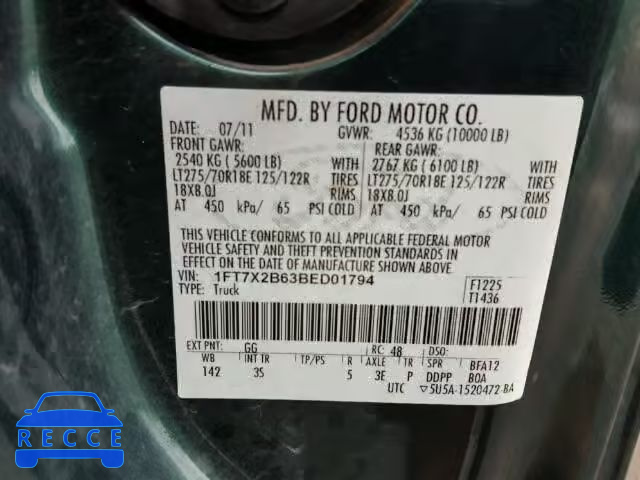 MFD. BY FORD MOTOR CO.
DATE: 07/11 GVWR: 4536 KG (10000 LB)
FRONT GAWR: REAR GAWR:
2540 KG ( 5600 LB) WITH 2767 KG ( 6100 LB) WITH
LT275/70R18E 125/122R TIRES LT275/70R18E 125/122R TIRES
18X8.0J RIMS 18X8.0J RIMS
AT 450 kPa/ 65 PSI COLD AT 450 kPa/ 65 PSI COLD
THIS VEHICLE CONFORMS TO ALL APPLICABLE FEDERAL MOTOR
VEHICLE SAFETY AND THEFT PREVENTION STANDARDS IN
EFFECT ON THE DATE OF MANUFACTURE SHOWN ABOVE.
VIN: 1FT7X2B63BED01794 F1225
TYPE: Truck T1436
EXT PNT: GG RC: 48 DSO:
WB INT TR TP/PS R AXLE TR SPR BFA12
142 3S 5 3E P DDPP BOA
UTC ▽5U5A-1520472-BA
RECCE